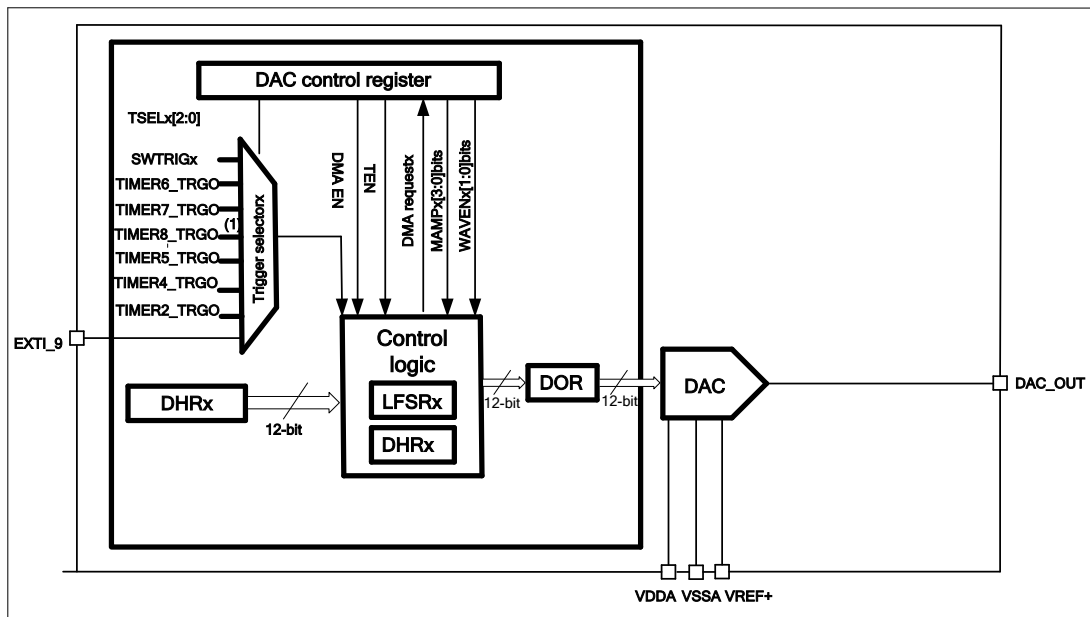 DAC control register
TSELx[2:0]
SWTRIGx
TIMER6_TRGO
TIMER7_TRGO
(1)
TIMER8_TRGO
TIMER5_TRGO
TIMER4_TRGO
TIMER2_TRGO
EXTI_9
Trigger selectorx
DMA EN
TEN
DMA requestx
MAMPx[3:0]bits
WAVENx[1:0]bits
Control
logic
LFSRx
DHRx
DHRx
12-bit
12-bit
DOR
12-bit
DAC
DAC_OUT
VDDA VSSA VREF+